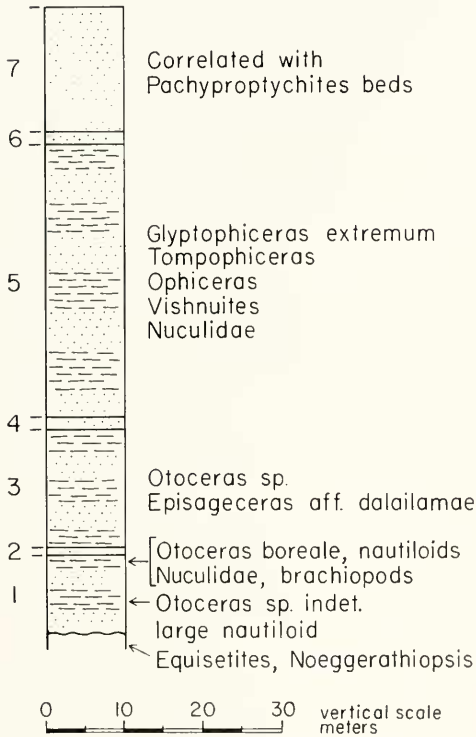 7
Correlated with
Pachyproptychites beds
6
Glyptophiceras extremum
Tompophiceras
5
Ophiceras
Vishnuites
Nuculidae
4
3
Otoceras sp.
Episageceras aff. dalailamae
2
Otoceras boreale, nautiloids
Nuculidae, brachiopods
1
Otoceras sp. indet.
large nautiloid
Equisetites, Noeggerathiopsis
0 10 20 30
vertical scale
meters